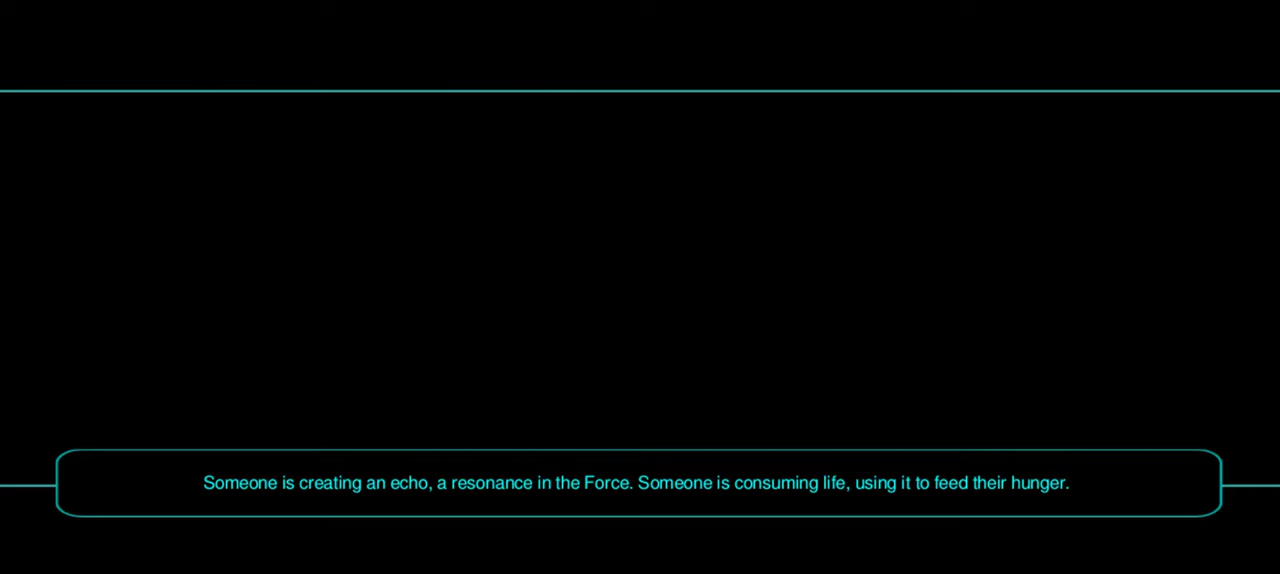 Someone is creating an echo, a resonance in the Force. Someone is consuming life, using it to feed their hunger.